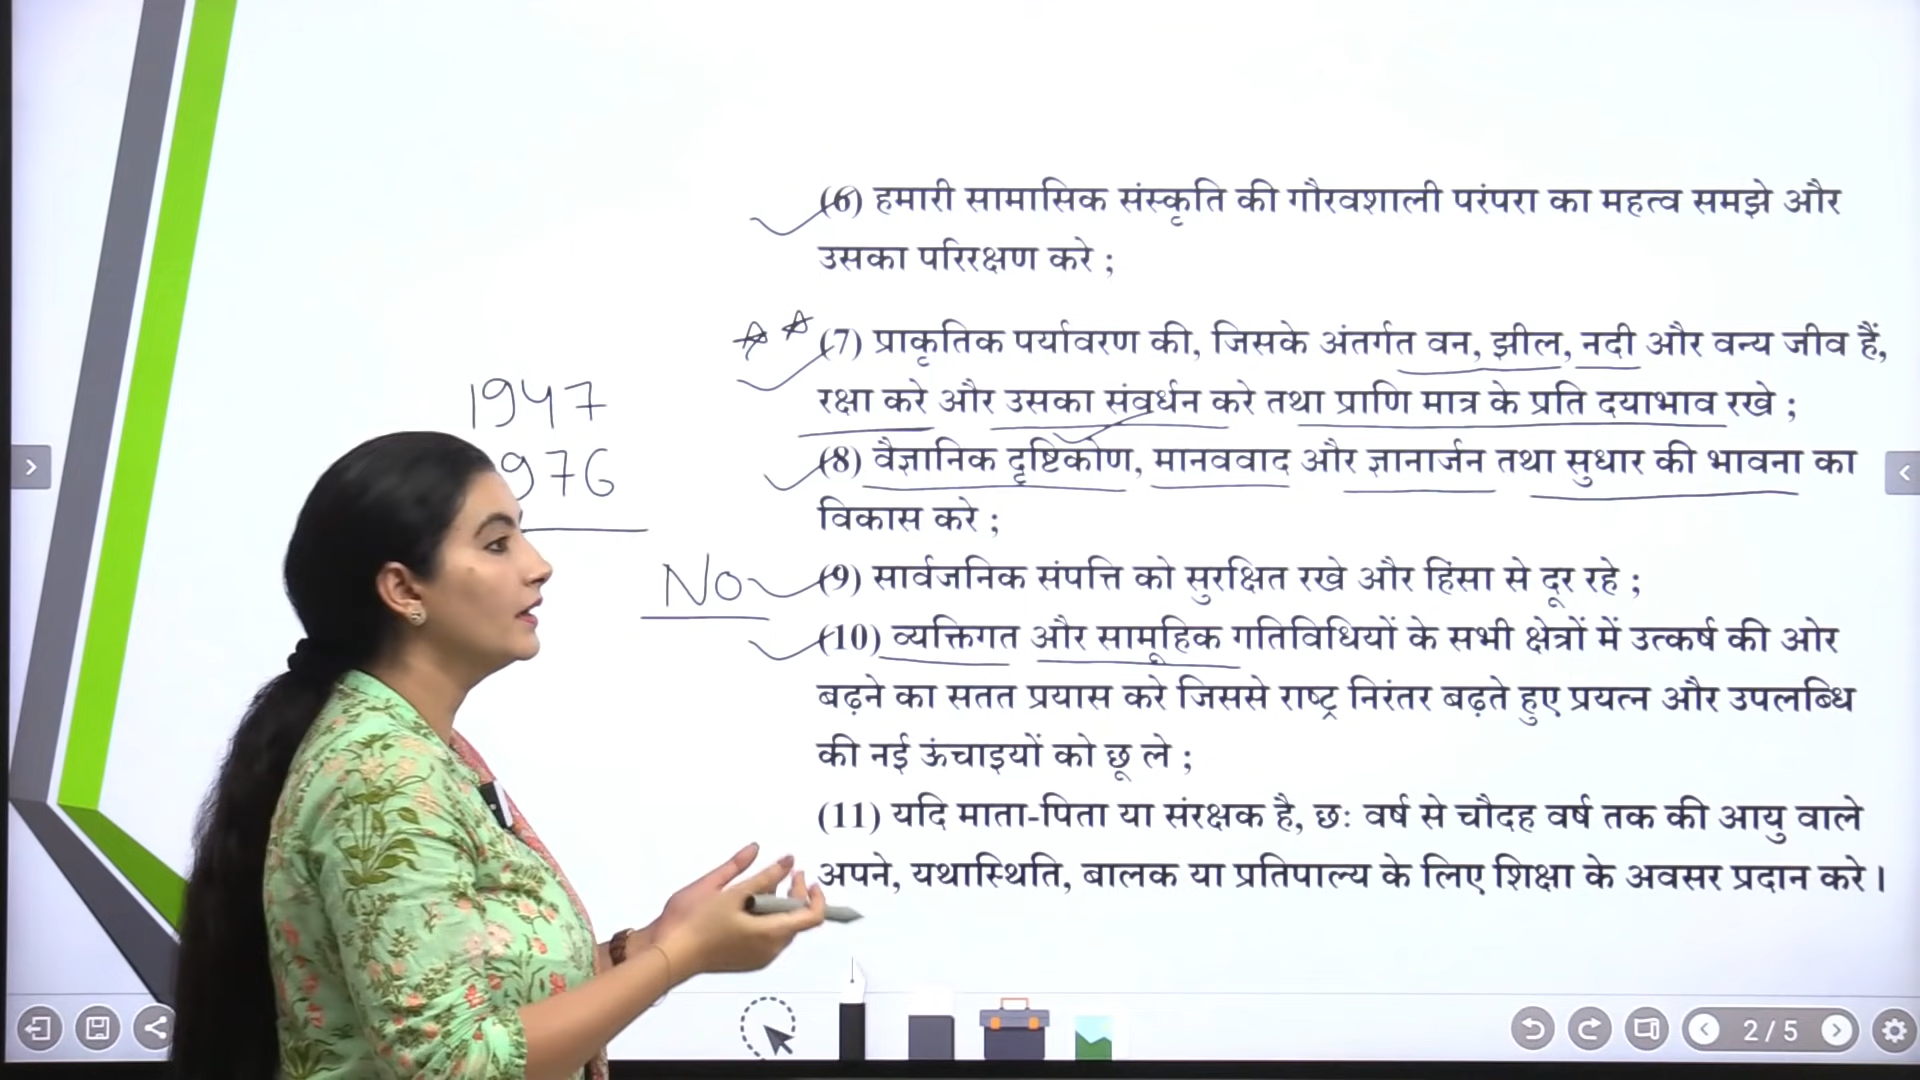 (6) हमारी सामासिक संस्कृति की गौरवशाली परंपरा का महत्व समझे और
उसका परिरक्षण करे ;
(7) प्राकृतिक पर्यावरण की, जिसके अंतर्गत वन, झील, नदी और वन्य जीव हैं,
रक्षा करे और उसका संवर्धन करे तथा प्राणि मात्र के प्रति दयाभाव रखे ;
(8) वैज्ञानिक दृष्टिकोण, मानववाद और ज्ञानार्जन तथा सुधार की भावना का
विकास करे ;
(9) सार्वजनिक संपत्ति को सुरक्षित रखे और हिंसा से दूर रहे ;
(10) व्यक्तिगत और सामूहिक गतिविधियों के सभी क्षेत्रों में उत्कर्ष की ओर
बढ़ने का सतत प्रयास करे जिससे राष्ट्र निरंतर बढ़ते हुए प्रयत्न और उपलब्धि
की नई ऊंचाइयों को छू ले ;
(11) यदि माता-पिता या संरक्षक है, छः वर्ष से चौदह वर्ष तक की आयु वाले
अपने, यथास्थिति, बालक या प्रतिपाल्य के लिए शिक्षा के अवसर प्रदान करे ।
1947
976
No
2 / 5